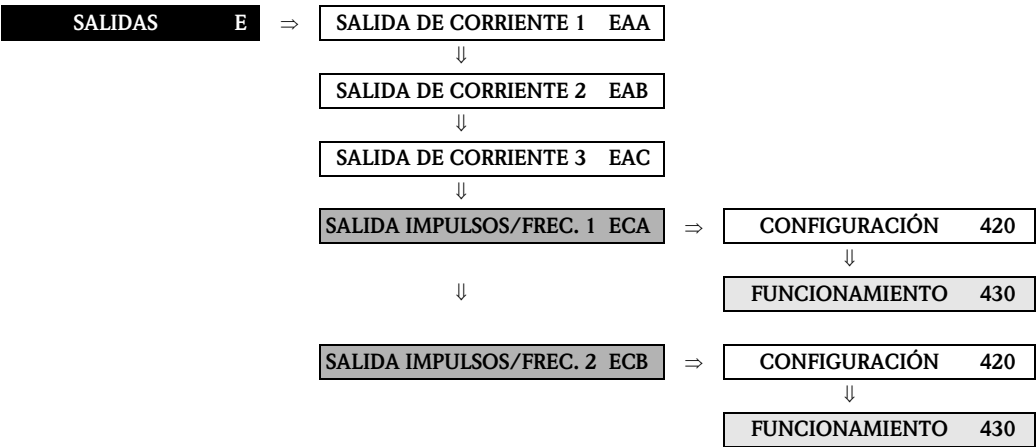 SALIDAS E ⇒ SALIDA DE CORRIENTE 1 EAA
⇓
SALIDA DE CORRIENTE 2 EAB
⇓
SALIDA DE CORRIENTE 3 EAC
⇓
SALIDA IMPULSOS/FREC. 1 ECA ⇒ CONFIGURACIÓN 420
⇓
⇓ FUNCIONAMIENTO 430
SALIDA IMPULSOS/FREC. 2 ECB ⇒ CONFIGURACIÓN 420
⇓
FUNCIONAMIENTO 430